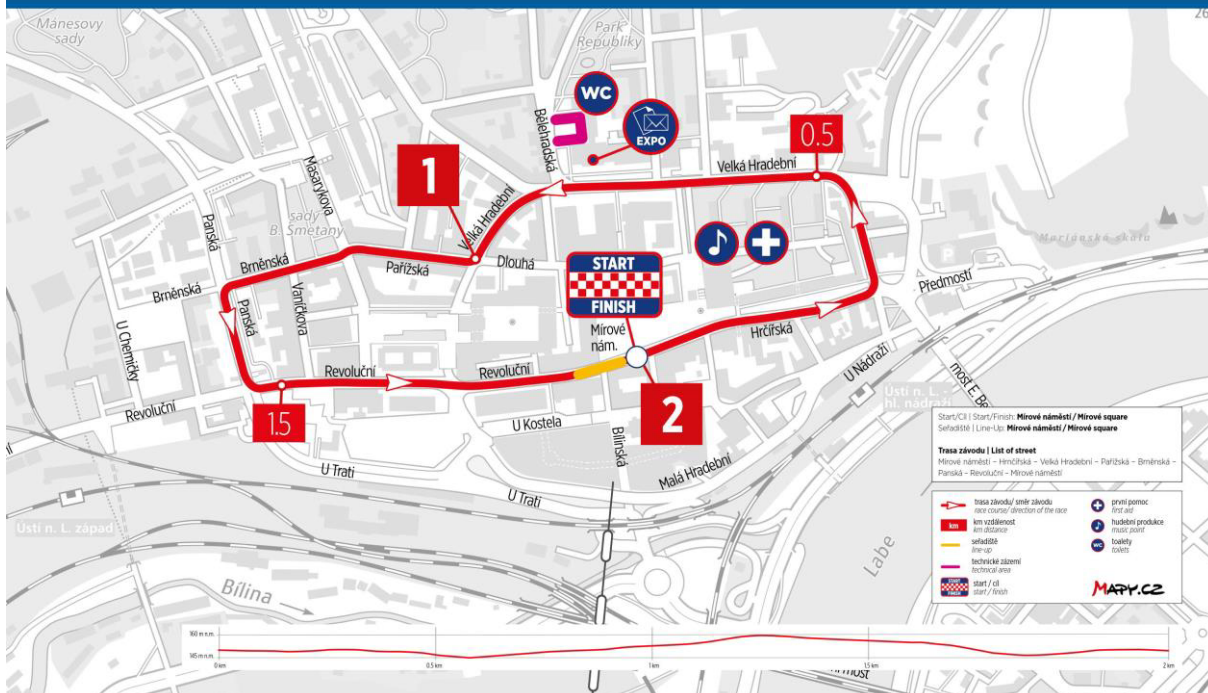 26
Mánesovy
sady
Park
Republiky
WC
EXPO
Bělehradská
0.5
Velká Hradební
1
Masarykova
sady
B. Smetany
Panská
Velká Hradební
Mariánská skála
P
Brněnská
Pařížská
Dlouhá
START
FINISH
Předmostí
Brněnská
Vaníčkova
Panská
U Chemičky
Mírové
nám.
Hrčířská
U Nádraží
Revoluční
Revoluční
Ústí n. L. -
hl. nádraží
most E. Be
Revoluční
1.5
2
U Kostela
Bílinská
Malá Hradební
U Trati
U Trati
Ústí n. L. západ
Labe
Bílina
Start/Cíl | Start/Finish: Mírové náměstí / Mírové square
Seřadiště | Line-Up: Mírové náměstí / Mírové square
Trasa závodu | List of street
Mírové náměstí – Hrnčířská – Velká Hradební – Pařížská – Brněnská –
Panská – Revoluční – Mírové náměstí
trasa závodu/ směr závodu
race course/ direction of the race
km
km vzdálenost
km distance
seřadiště
line-up
technické zázemí
technical area
START
FINISH
start / cíl
start / finish
první pomoc
first aid
hudební produkce
music point
WC
toalety
toilets
MAPY.CZ
160 m n.m.
145 m n.m.
0 km
0.5 km
1 km
1.5 km
2 km
most